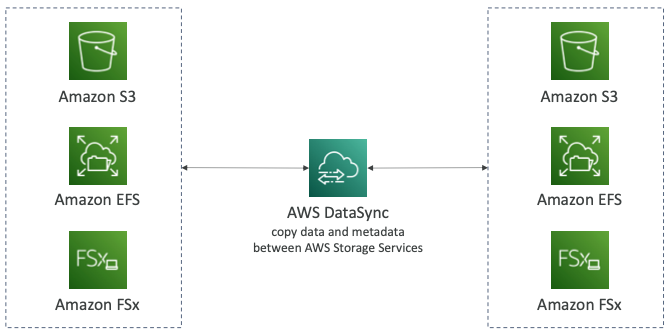 Amazon S3
Amazon EFS
FSx
Amazon FSx
AWS DataSync
copy data and metadata
between AWS Storage Services
Amazon S3
Amazon EFS
FSx
Amazon FSx